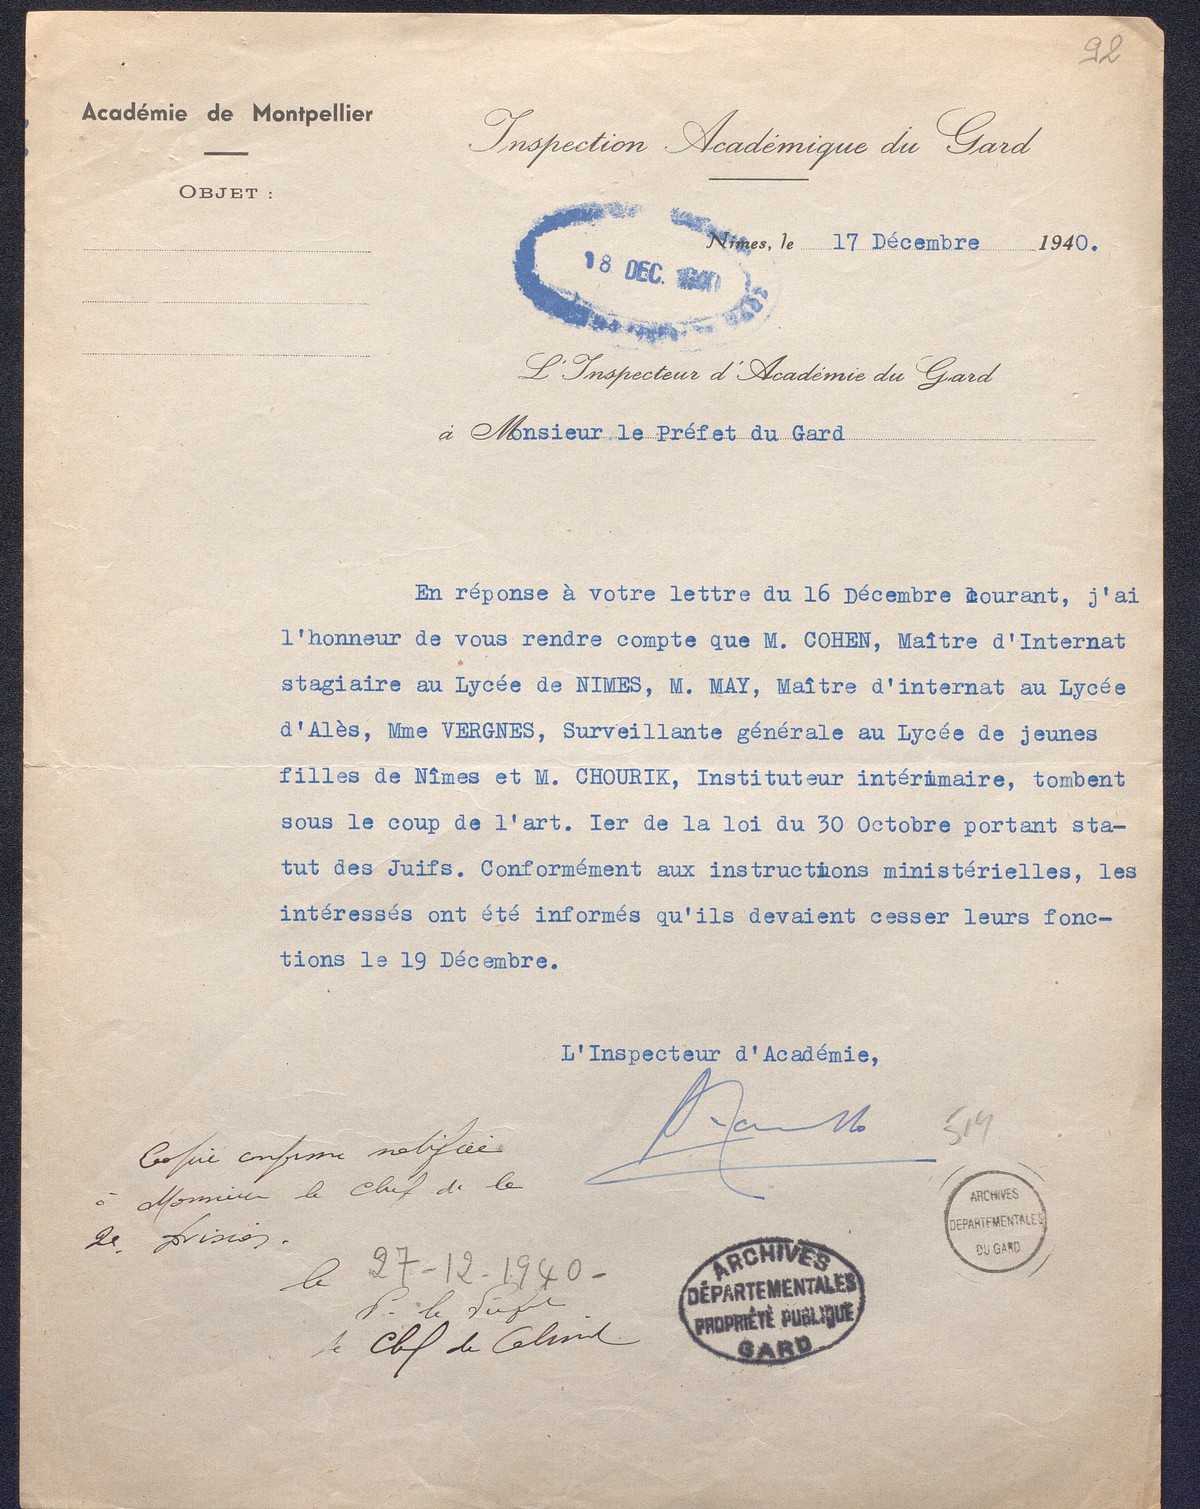 92
Académie de Montpellier
OBJET :
Inspection Académique du Gard
Nîmes, le 17 Décembre 1940.
18 DEC. 1940
L'Inspecteur d'Académie du Gard
à Monsieur le Préfet du Gard
En réponse à votre lettre du 16 Décembre courant, j'ai
l'honneur de vous rendre compte que M. COHEN, Maître d'Internat
stagiaire au Lycée de NIMES, M. MAY, Maître d'internat au Lycée
d'Alès, Mme VERGNES, Surveillante générale au Lycée de jeunes
filles de Nîmes et M. CHOURIK, Instituteur intérimaire, tombent
sous le coup de l'art. Ier de la loi du 30 Octobre portant sta-
tut des Juifs. Conformément aux instructions ministérielles, les
intéressés ont été informés qu'ils devaient cesser leurs fonc-
tions le 19 Décembre.
L'Inspecteur d'Académie,
519
Copie conforme notifiée
à Monsieur le Chef de la
2e
le 27-12-1940-
P. le Préfet
le Chef de Cabinet
ARCHIVES
DEPARTEMENTALES
DU GARD
ARCHIVES
DÉPARTEMENTALES
PROPRIÉTÉ PUBLIQUE
GARD